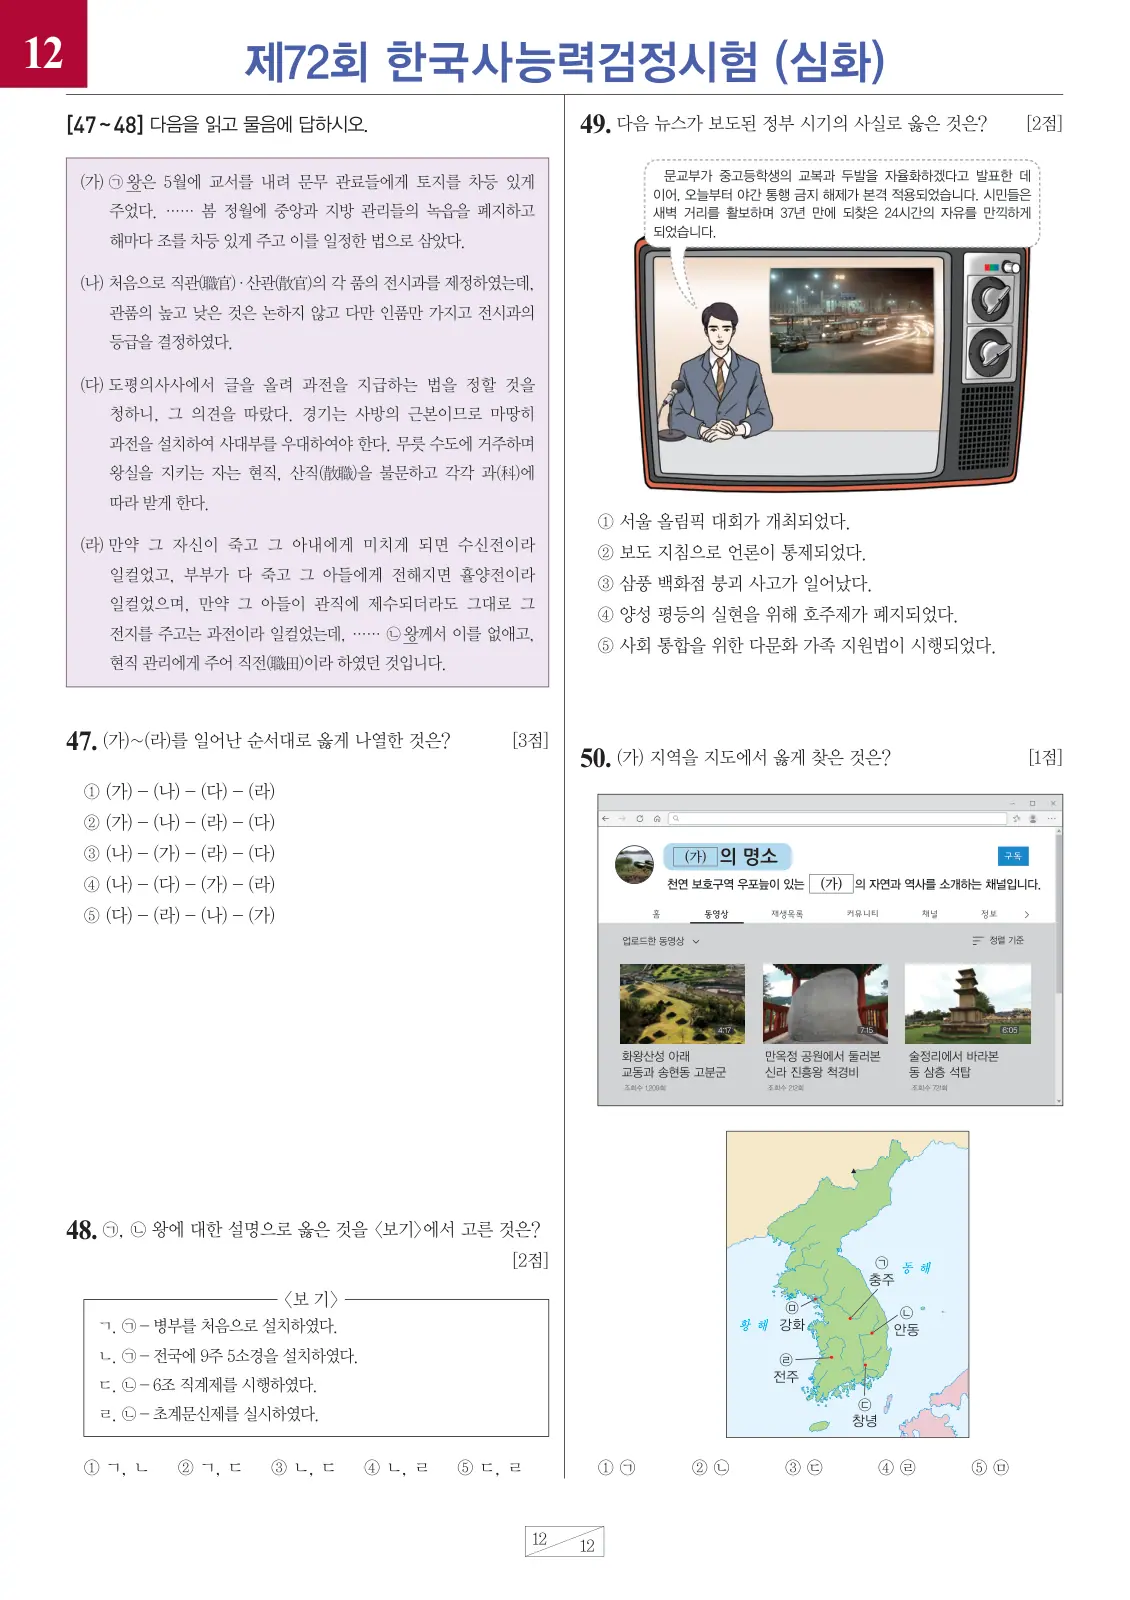 12
제72회 한국사능력검정시험 (심화)
[47~48] 다음을 읽고 물음에 답하시오.
(가) ㉠왕은 5월에 교서를 내려 문무 관료들에게 토지를 차등 있게
주었다. …… 봄 정월에 중앙과 지방 관리들의 녹읍을 폐지하고
해마다 조를 차등 있게 주고 이를 일정한 법으로 삼았다.
(나) 처음으로 직관(職官)·산관(散官)의 각 품의 전시과를 제정하였는데,
관품의 높고 낮은 것은 논하지 않고 다만 인품만 가지고 전시과의
등급을 결정하였다.
(다) 도평의사사에서 글을 올려 과전을 지급하는 법을 정할 것을
청하니, 그 의견을 따랐다. 경기는 사방의 근본이므로 마땅히
과전을 설치하여 사대부를 우대하여야 한다. 무릇 수도에 거주하며
왕실을 지키는 자는 현직, 산직(散職)을 불문하고 각각 과(科)에
따라 받게 한다.
(라) 만약 그 자신이 죽고 그 아내에게 미치게 되면 수신전이라
일컬었고, 부부가 다 죽고 그 아들에게 전해지면 휼양전이라
일컬었으며, 만약 그 아들이 관직에 제수되더라도 그대로 그
전지를 주고는 과전이라 일컬었는데, …… ㉡왕께서 이를 없애고,
현직 관리에게 주어 직전(職田)이라 하였던 것입니다.
47. (가)~(라)를 일어난 순서대로 옳게 나열한 것은? [3점]
① (가) – (나) – (다) – (라)
② (가) – (나) – (라) – (다)
③ (나) – (가) – (라) – (다)
④ (나) – (다) – (가) – (라)
⑤ (다) – (라) – (나) – (가)
48. ㉠, ㉡ 왕에 대한 설명으로 옳은 것을 〈보기〉에서 고른 것은?
[2점]
〈보 기〉
ㄱ. ㉠ – 병부를 처음으로 설치하였다.
ㄴ. ㉠ – 전국에 9주 5소경을 설치하였다.
ㄷ. ㉡ – 6조 직계제를 시행하였다.
ㄹ. ㉡ – 초계문신제를 실시하였다.
① ㄱ, ㄴ ② ㄱ, ㄷ ③ ㄴ, ㄷ ④ ㄴ, ㄹ ⑤ ㄷ, ㄹ
49. 다음 뉴스가 보도된 정부 시기의 사실로 옳은 것은? [2점]
문교부가 중고등학생의 교복과 두발을 자율화하겠다고 발표한 데
이어, 오늘부터 야간 통행 금지 해제가 본격 적용되었습니다. 시민들은
새벽 거리를 활보하며 37년 만에 되찾은 24시간의 자유를 만끽하게
되었습니다.
① 서울 올림픽 대회가 개최되었다.
② 보도 지침으로 언론이 통제되었다.
③ 삼풍 백화점 붕괴 사고가 일어났다.
④ 양성 평등의 실현을 위해 호주제가 폐지되었다.
⑤ 사회 통합을 위한 다문화 가족 지원법이 시행되었다.
50. (가) 지역을 지도에서 옳게 찾은 것은? [1점]
(가) 의 명소
구독
천연 보호구역 우포늪이 있는 (가) 의 자연과 역사를 소개하는 채널입니다.
홈 동영상 재생목록 커뮤니티 채널 정보
업로드한 동영상 정렬 기준
4:17 7:15 6:05
화왕산성 아래
교동과 송현동 고분군
조회수 1,209회
만옥정 공원에서 둘러본
신라 진흥왕 척경비
조회수 212회
술정리에서 바라본
동 삼층 석탑
조회수 721회
㉠
충주
동해
㉤
강화
황해
㉡
안동
㉣
전주
㉢
창녕
① ㉠ ② ㉡ ③ ㉢ ④ ㉣ ⑤ ㉤
12
12